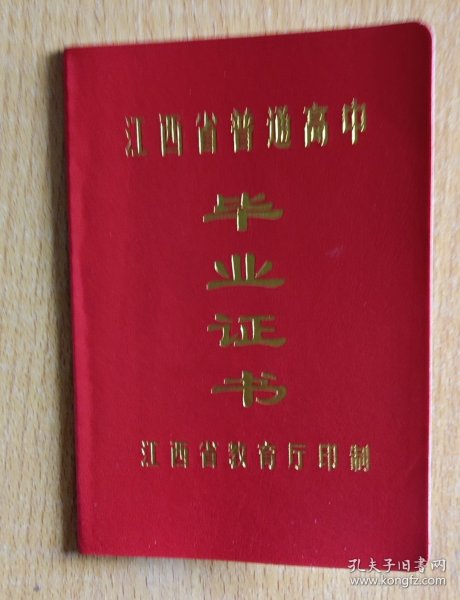 江西省普通高中
毕
业
证
书
江西省教育厅印制
孔夫子旧书网
www.kongfz.com